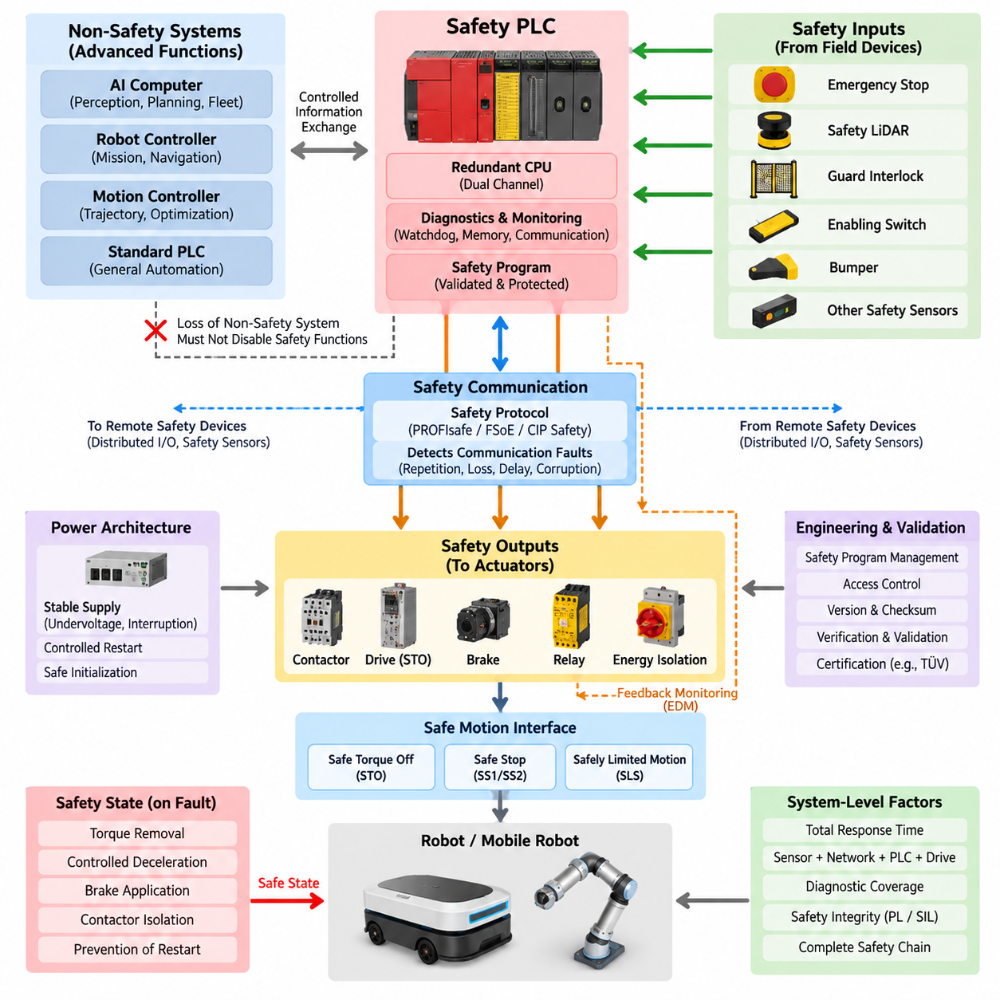 Non-Safety Systems
(Advanced Functions)
AI Computer
(Perception, Planning, Fleet)
Robot Controller
(Mission, Navigation)
Motion Controller
(Trajectory, Optimization)
Standard PLC
(General Automation)
Controlled
Information
Exchange
Safety PLC
Redundant CPU
(Dual Channel)
Diagnostics & Monitoring
(Watchdog, Memory, Communication)
Safety Program
(Validated & Protected)
Safety Inputs
(From Field Devices)
Emergency Stop
Safety LiDAR
Guard Interlock
Enabling Switch
Bumper
Other Safety Sensors
Loss of Non-Safety System
Must Not Disable Safety Functions
Safety Communication
Safety Protocol
(PROFIsafe / FSoE / CIP Safety)
Detects Communication Faults
(Repetition, Loss, Delay, Corruption)
To Remote Safety Devices
(Distributed I/O, Safety Sensors)
From Remote Safety Devices
(Distributed I/O, Safety Sensors)
Power Architecture
Stable Supply
(Undervoltage, Interruption)
Controlled Restart
Safe Initialization
Safety Outputs
(To Actuators)
Contactor
Drive (STO)
Brake
Relay
Energy Isolation
Engineering & Validation
Safety Program Management
Access Control
Version & Checksum
Verification & Validation
Certification (e.g., TÜV)
Feedback Monitoring
(EDM)
Safe Motion Interface
Safe Torque Off
(STO)
Safe Stop
(SS1/SS2)
Safely Limited Motion
(SLS)
Safety State (on Fault)
Torque Removal
Controlled Deceleration
Brake Application
Contactor Isolation
Prevention of Restart
Safe State
Robot / Mobile Robot
System-Level Factors
Total Response Time
Sensor + Network + PLC + Drive
Diagnostic Coverage
Safety Integrity (PL / SIL)
Complete Safety Chain